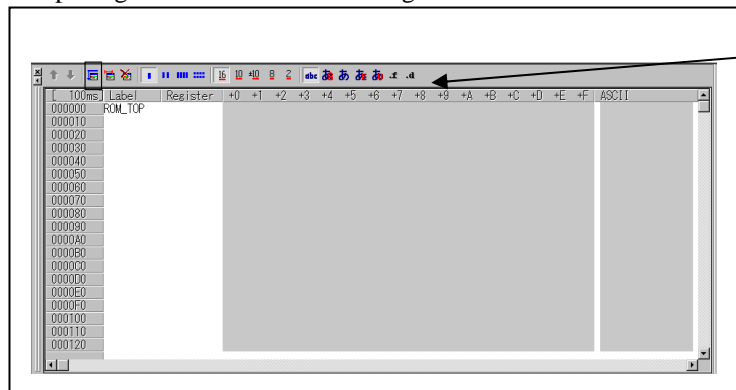 16 10 ±10 8 2 abc あ あ あ あ .f .d
[ 100ms] Label Register +0 +1 +2 +3 +4 +5 +6 +7 +8 +9 +A +B +C +D +E +F ASCII
000000 ROM_TOP
000010
000020
000030
000040
000050
000060
000070
000080
000090
0000A0
0000B0
0000C0
0000D0
0000E0
0000F0
000100
000110
000120